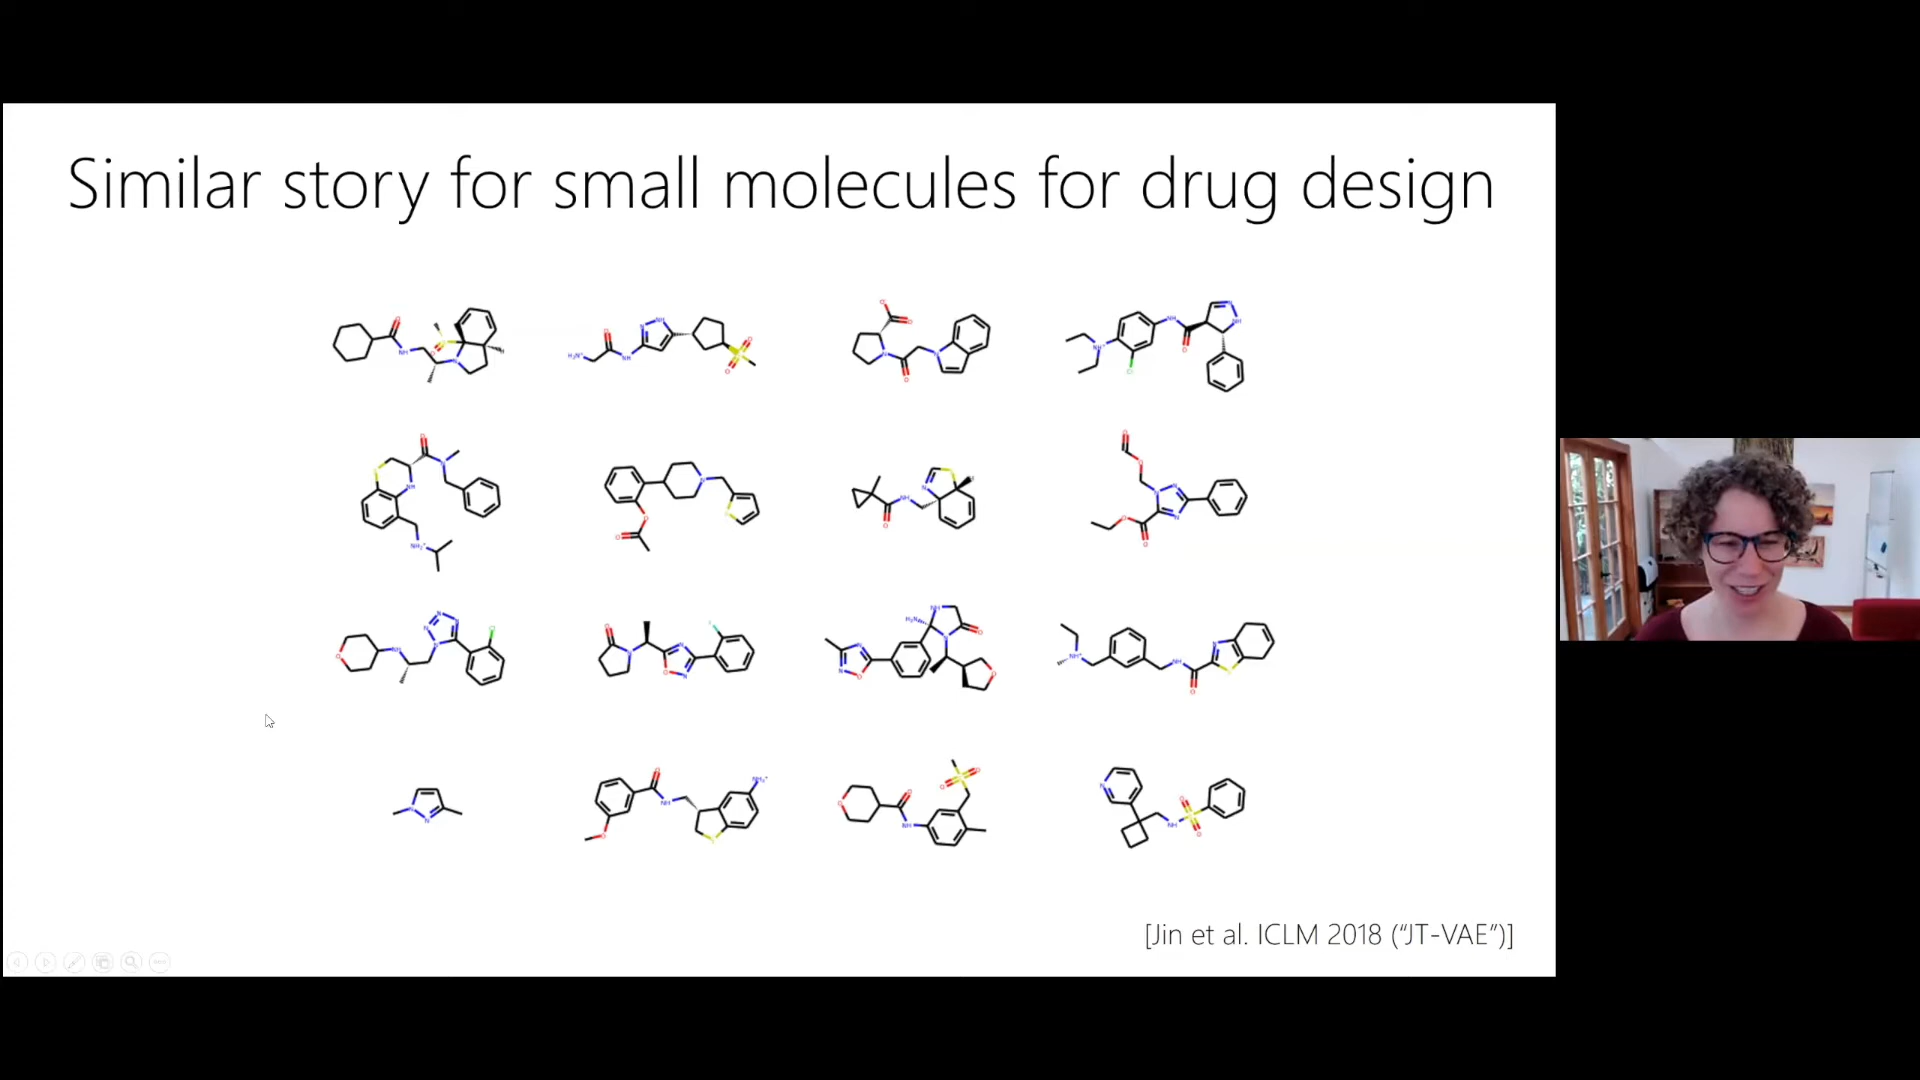 Similar story for small molecules for drug design
[Jin et al. ICLM 2018 (“JT-VAE”)]